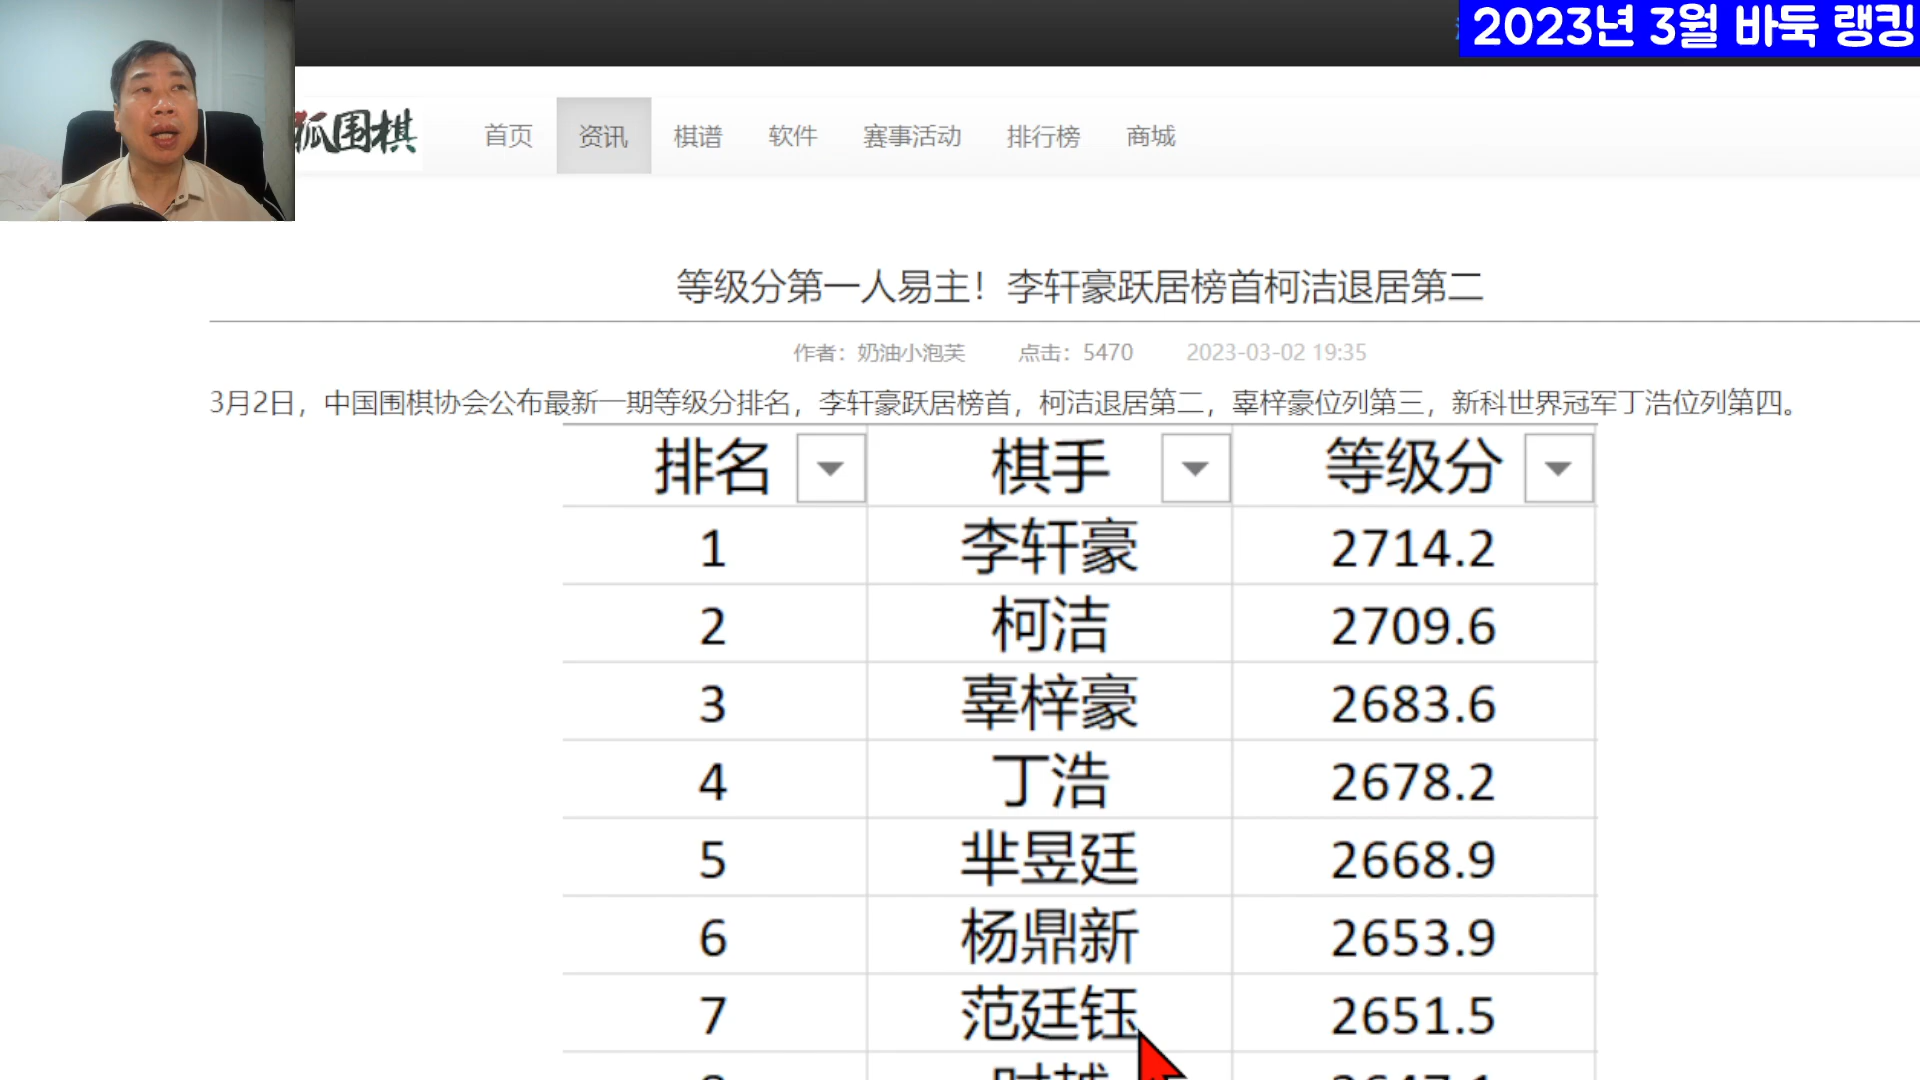 2023년 3월 바둑 랭킹
狐围棋
首页 资讯 棋谱 软件 赛事活动 排行榜 商城
等级分第一人易主！李轩豪跃居榜首柯洁退居第二
作者：奶油小泡芙 点击：5470 2023-03-02 19:35
3月2日，中国围棋协会公布最新一期等级分排名，李轩豪跃居榜首，柯洁退居第二，辜梓豪位列第三，新科世界冠军丁浩位列第四。
排名 棋手 等级分
1 李轩豪 2714.2
2 柯洁 2709.6
3 辜梓豪 2683.6
4 丁浩 2678.2
5 芈昱廷 2668.9
6 杨鼎新 2653.9
7 范廷钰 2651.5